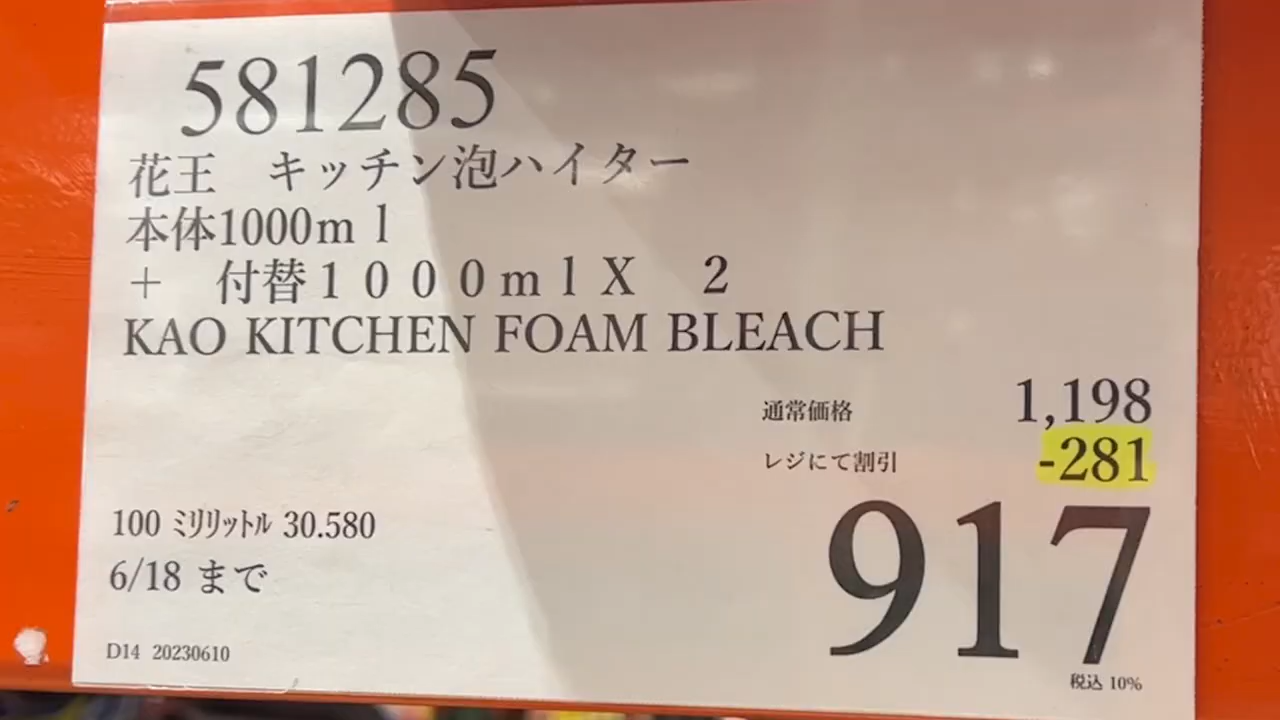 581285
花王　キッチン泡ハイター
本体1000ｍｌ
＋　付替１０００ｍｌＸ　2
KAO KITCHEN FOAM BLEACH
通常価格 1,198
レジにて割引 -281
917
100 ﾐﾘﾘｯﾄﾙ 30.580
6/18 まで
D14 20230610
税込 10%